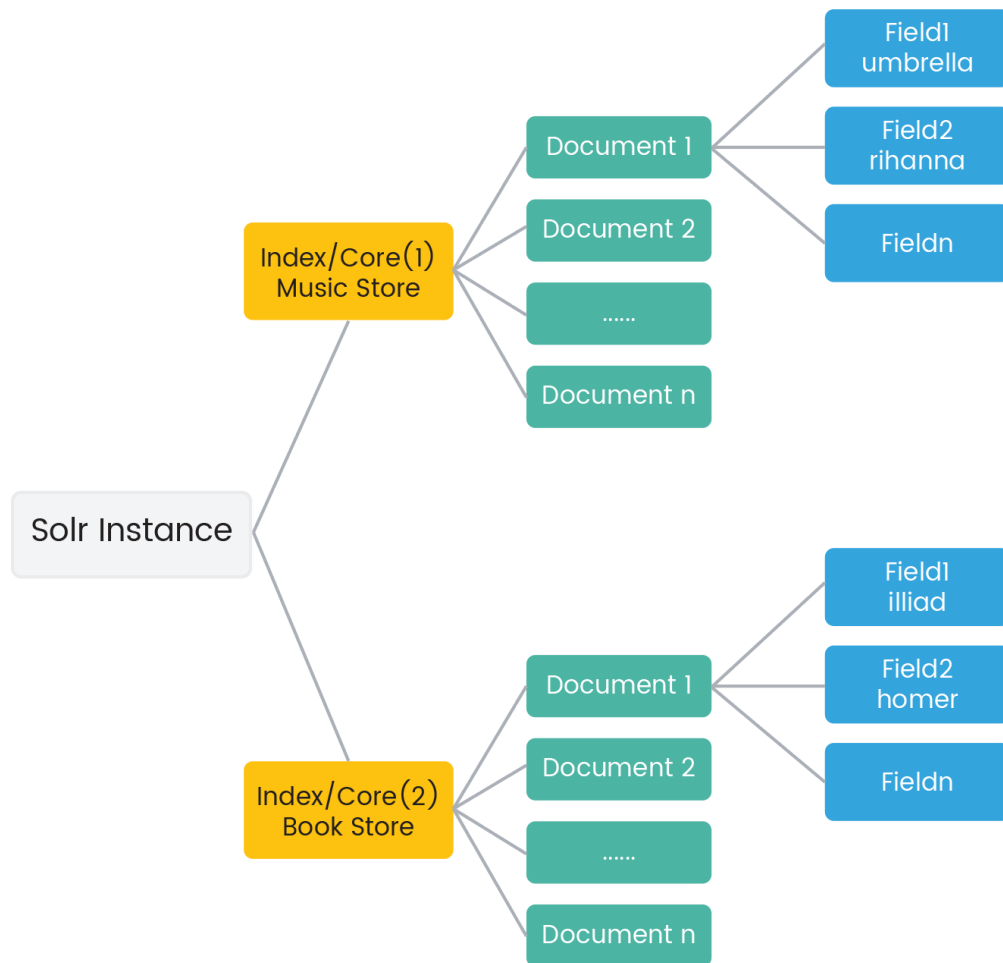 Field1
umbrella
Document 1
Field2
rihanna
Document 2
Fieldn
Index/Core(1)
Music Store
......
Document n
Solr Instance
Field1
illiad
Document 1
Field2
homer
Document 2
Fieldn
Index/Core(2)
Book Store
......
Document n